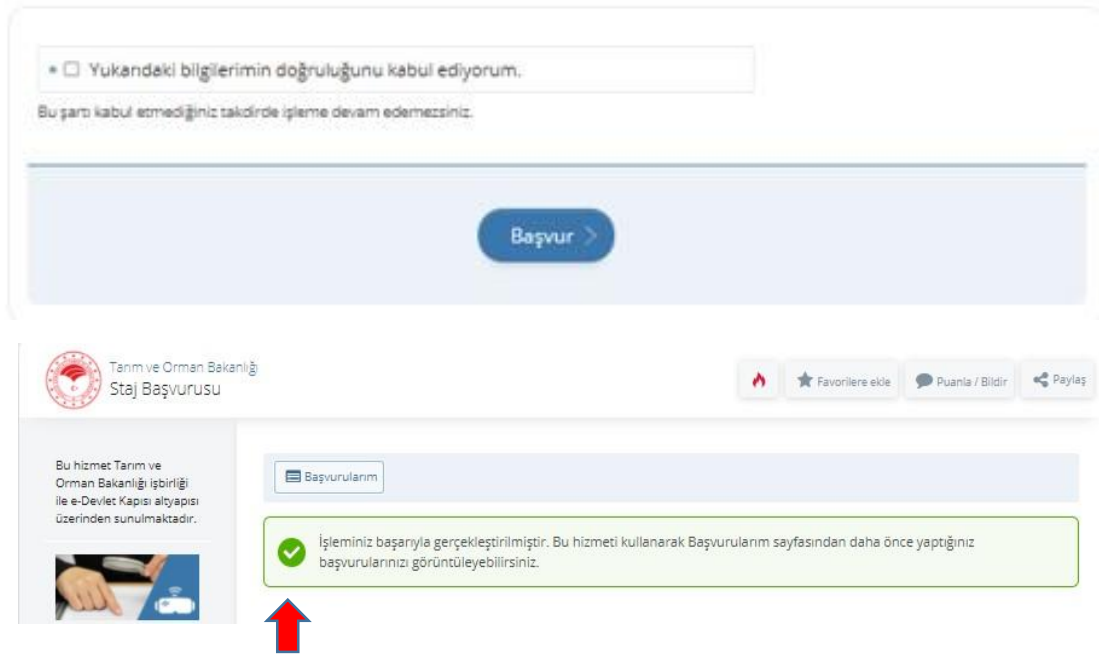 Yukarıdaki bilgilerimin doğruluğunu kabul ediyorum.
Bu şartı kabul etmediğiniz takdirde işleme devam edemezsiniz.
Başvur
Tarım ve Orman Bakanlığı
Staj Başvurusu
Favorilere ekle
Puanla / Bildir
Paylaş
Bu hizmet Tarım ve
Orman Bakanlığı işbirliği
ile e-Devlet Kapısı altyapısı
üzerinden sunulmaktadır.
Başvurularım
İşleminiz başarıyla gerçekleştirilmiştir. Bu hizmeti kullanarak Başvurularım sayfasından daha önce yaptığınız
başvurularınızı görüntüleyebilirsiniz.